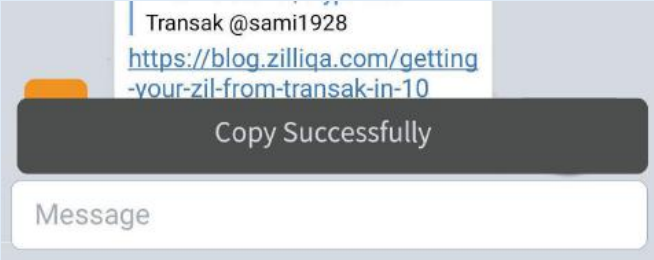 Transak @sami1928
https://blog.zilliqa.com/getting
-your-zil-from-transak-in-10
Copy Successfully
Message